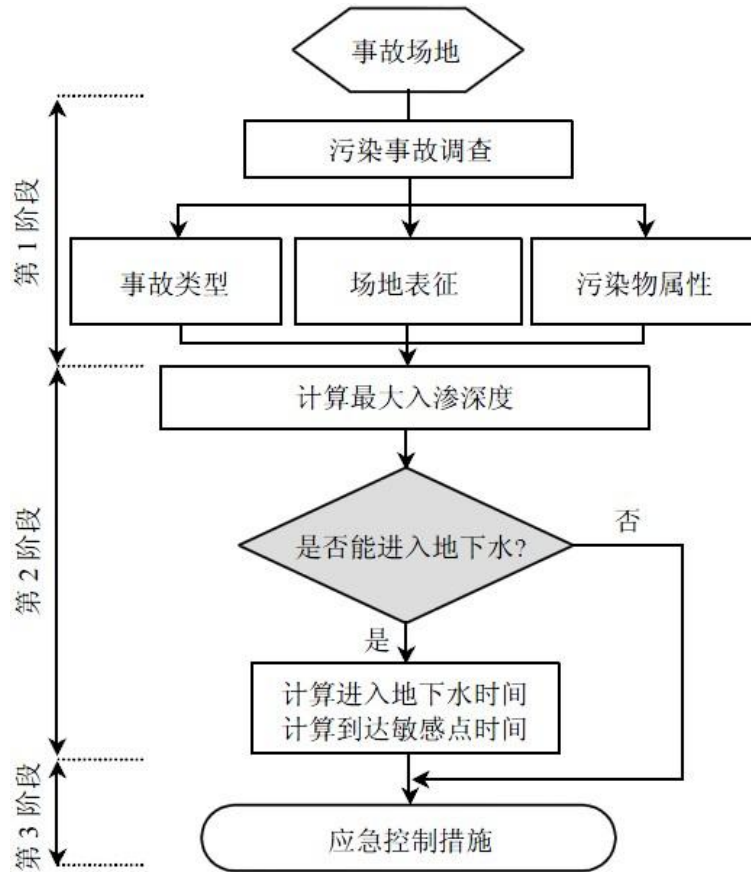 事故场地
第 1 阶段
污染事故调查
事故类型
场地表征
污染物属性
第 2 阶段
计算最大入渗深度
是否能进入地下水?
否
是
计算进入地下水时间
计算到达敏感点时间
第 3 阶段
应急控制措施